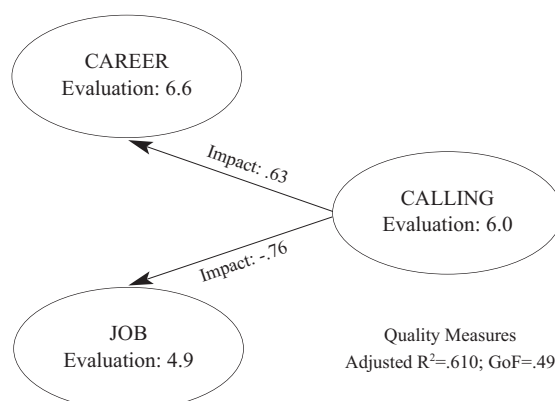 CAREER
Evaluation: 6.6
Impact: .63
CALLING
Evaluation: 6.0
Impact: -.76
JOB
Evaluation: 4.9
Quality Measures
Adjusted R²=.610; GoF=.49